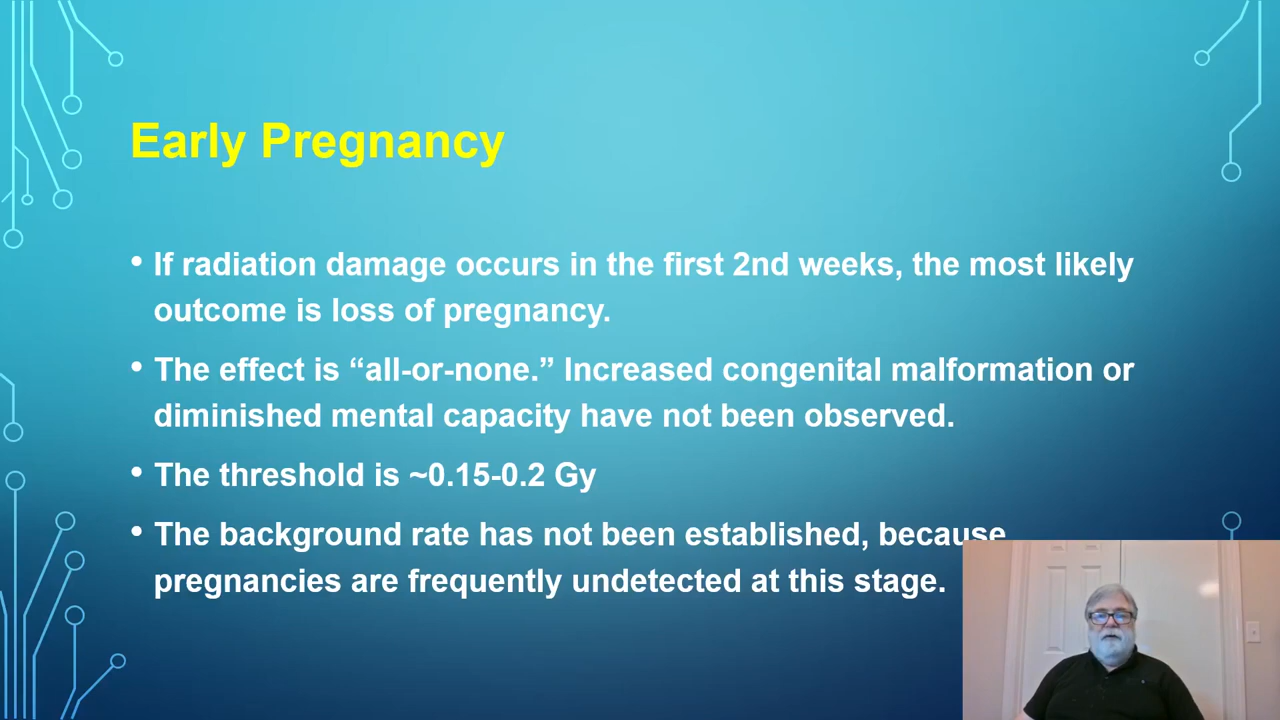 Early Pregnancy
• If radiation damage occurs in the first 2nd weeks, the most likely
outcome is loss of pregnancy.
• The effect is “all-or-none.” Increased congenital malformation or
diminished mental capacity have not been observed.
• The threshold is ~0.15-0.2 Gy
• The background rate has not been established, because
pregnancies are frequently undetected at this stage.